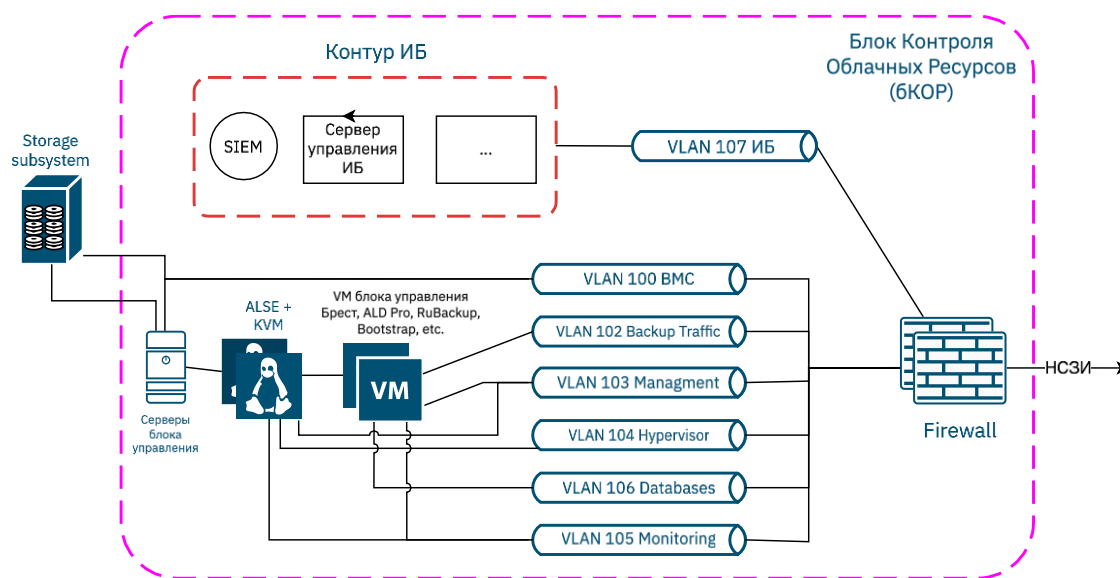 Контур ИБ
Блок Контроля
Облачных Ресурсов
(бКОР)
SIEM
Сервер
управления
ИБ
...
VLAN 107 ИБ
Storage
subsystem
VLAN 100 BMC
ALSE +
KVM
VM блока управления
Брест, ALD Pro, RuBackup,
Bootstrap, etc.
VLAN 102 Backup Traffic
VM
VLAN 103 Managment
НСЗИ
Серверы
блока
управления
VLAN 104 Hypervisor
Firewall
VLAN 106 Databases
VLAN 105 Monitoring